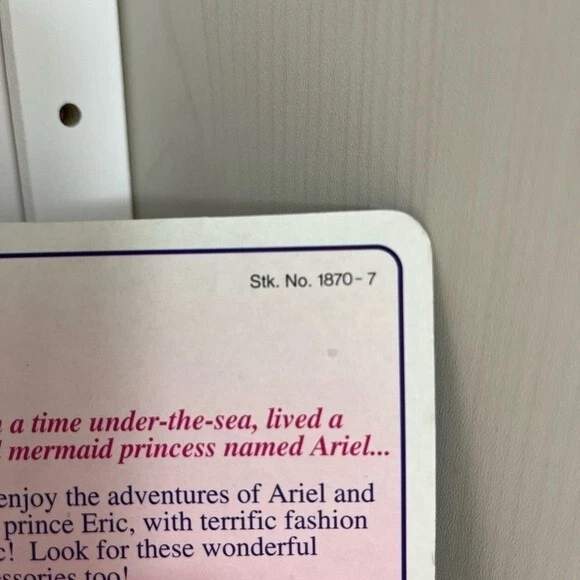 Stk. No. 1870-7
a time under-the-sea, lived a
mermaid princess named Ariel...
enjoy the adventures of Ariel and
prince Eric, with terrific fashion
! Look for these wonderful
too!